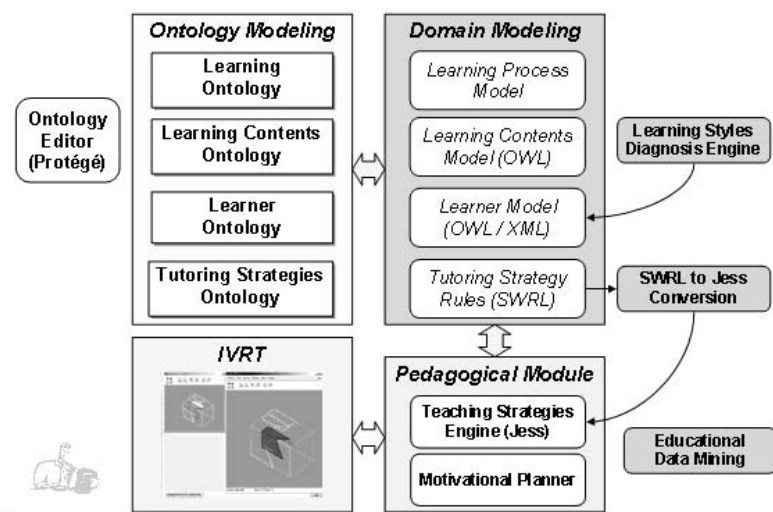 Ontology Modeling
Learning
Ontology
Learning Contents
Ontology
Learner
Ontology
Tutoring Strategies
Ontology
Ontology
Editor
(Protégé)
Domain Modeling
Learning Process
Model
Learning Contents
Model (OWL)
Learner Model
(OWL / XML)
Tutoring Strategy
Rules (SWRL)
Learning Styles
Diagnosis Engine
SWRL to Jess
Conversion
IVRT
Pedagogical Module
Teaching Strategies
Engine (Jess)
Motivational Planner
Educational
Data Mining